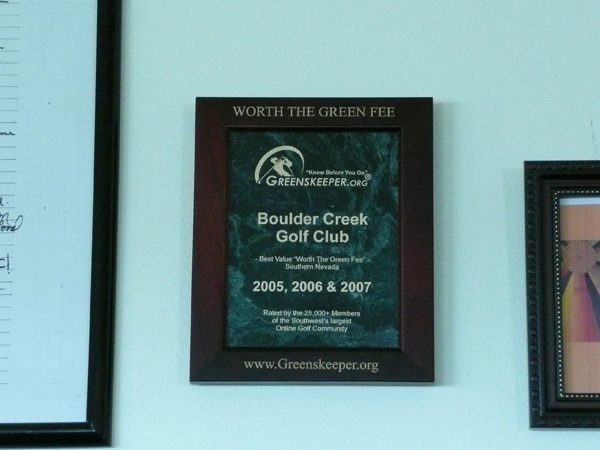 WORTH THE GREEN FEE
"Know Before You Go"
GREENSKEEPER.ORG®
Boulder Creek
Golf Club
- Best Value "Worth The Green Fee" -
Southern Nevada
2005, 2006 & 2007
Rated by the 25,000+ Members
of the Southwest's largest
Online Golf Community
www.Greenskeeper.org